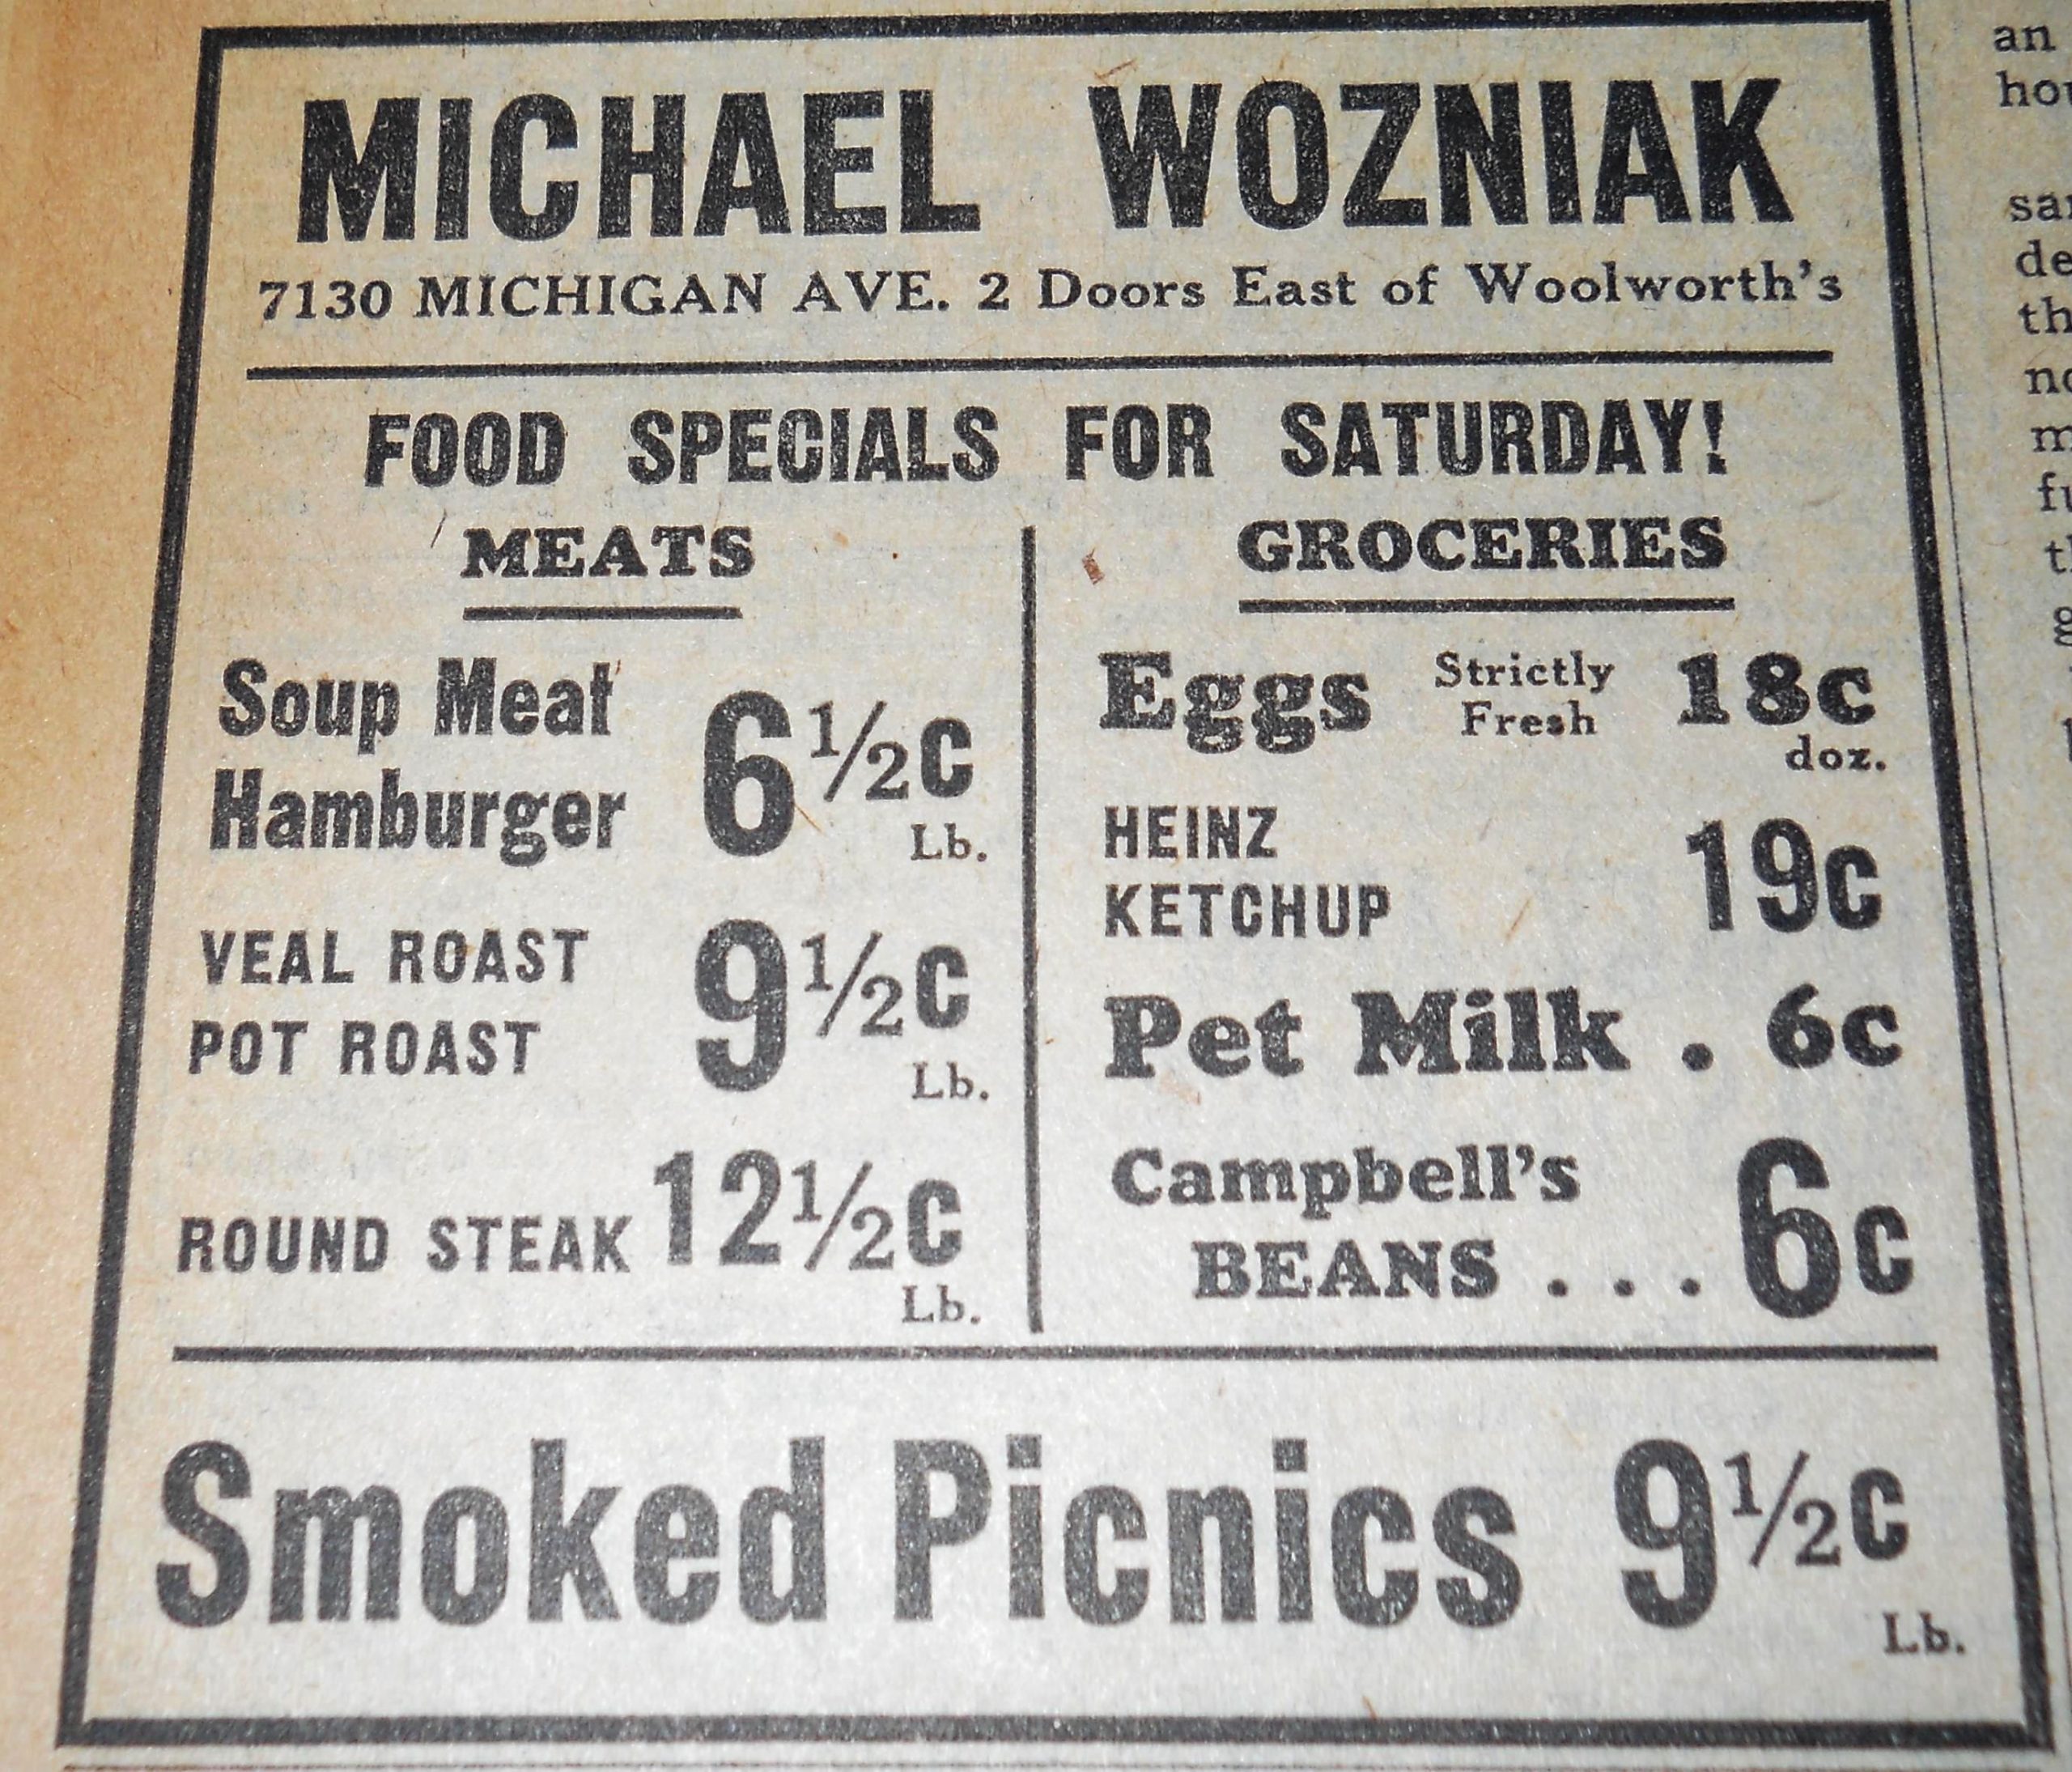 MICHAEL WOZNIAK
7130 MICHIGAN AVE. 2 Doors East of Woolworth's
FOOD SPECIALS FOR SATURDAY!
MEATS
Soup Meat
Hamburger 6½c Lb.
VEAL ROAST
POT ROAST 9½c Lb.
ROUND STEAK 12½c Lb.
GROCERIES
Eggs Strictly Fresh 18c doz.
HEINZ
KETCHUP 19c
Pet Milk . 6c
Campbell's
BEANS . . . 6c
Smoked Picnics 9½c Lb.
an